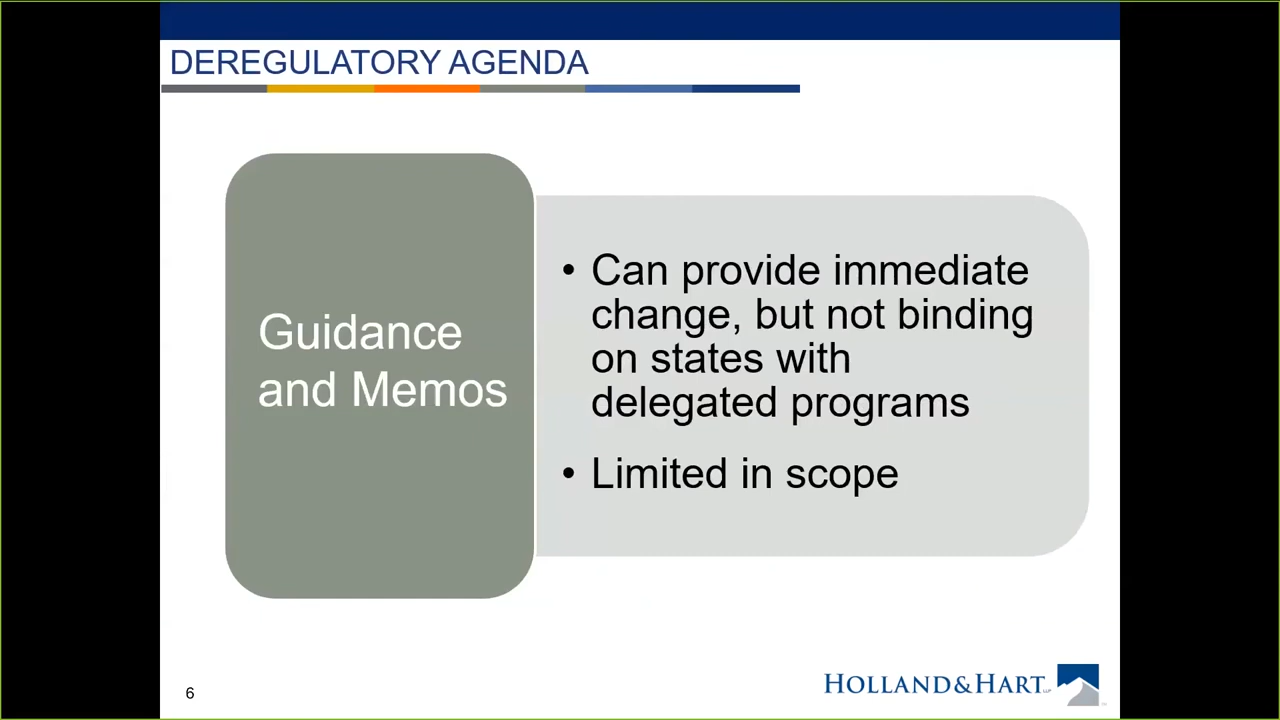 DEREGULATORY AGENDA
Guidance
and Memos
• Can provide immediate
change, but not binding
on states with
delegated programs
• Limited in scope
6
HOLLAND&HART LLP